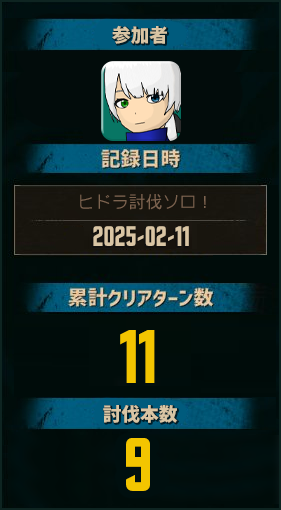 参加者
記録日時
ヒドラ討伐ソロ！
2025-02-11
累計クリアターン数
11
討伐本数
9